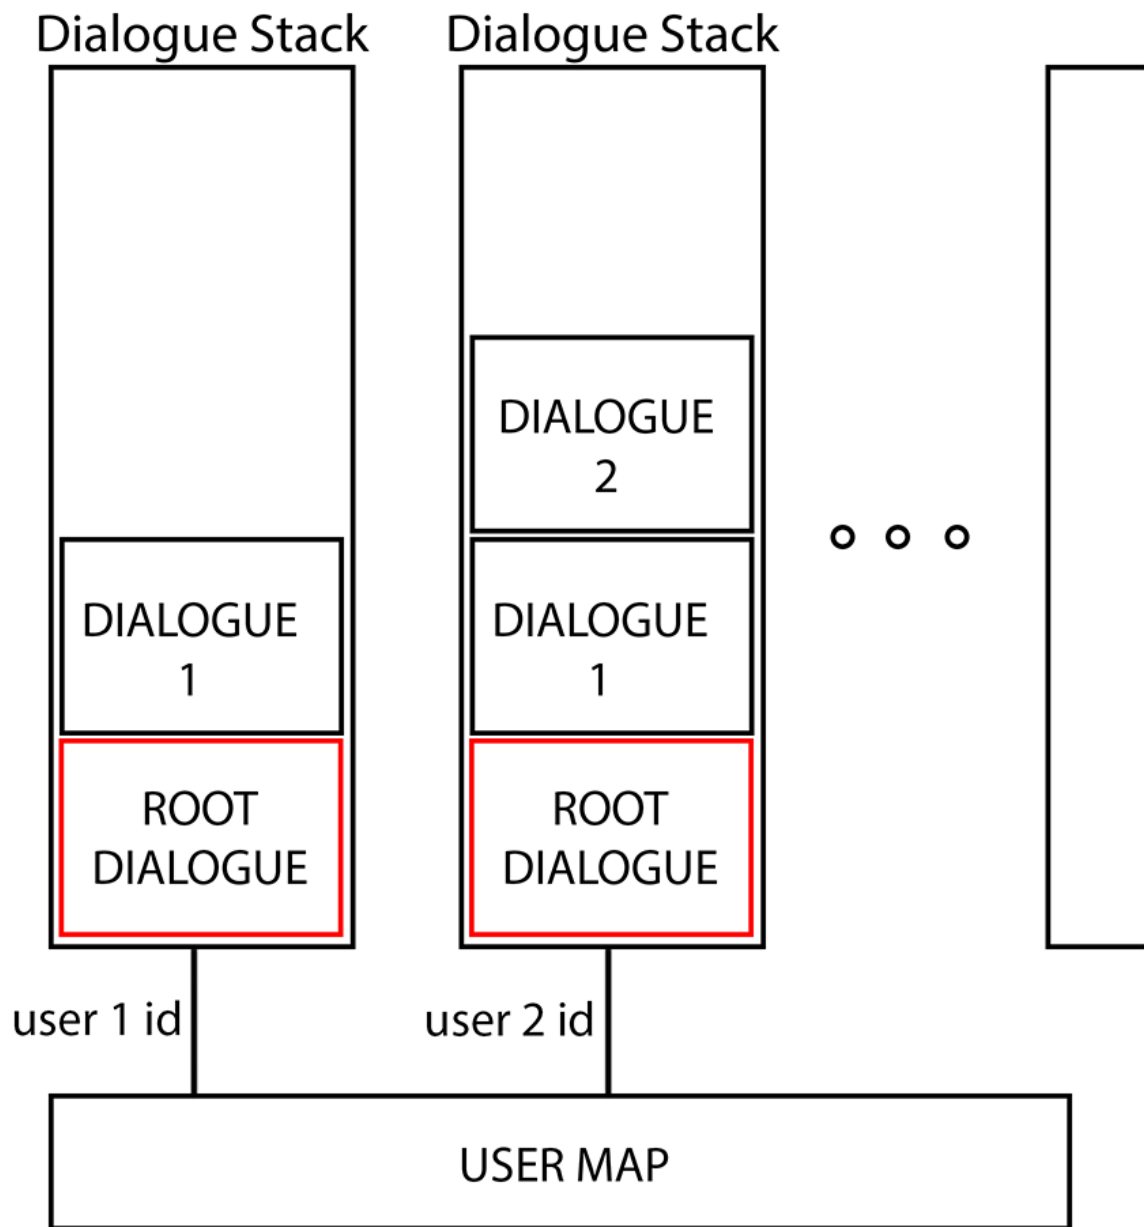 Dialogue Stack
Dialogue Stack
DIALOGUE
2
DIALOGUE
1
DIALOGUE
1
ROOT
DIALOGUE
ROOT
DIALOGUE
user 1 id
user 2 id
USER MAP